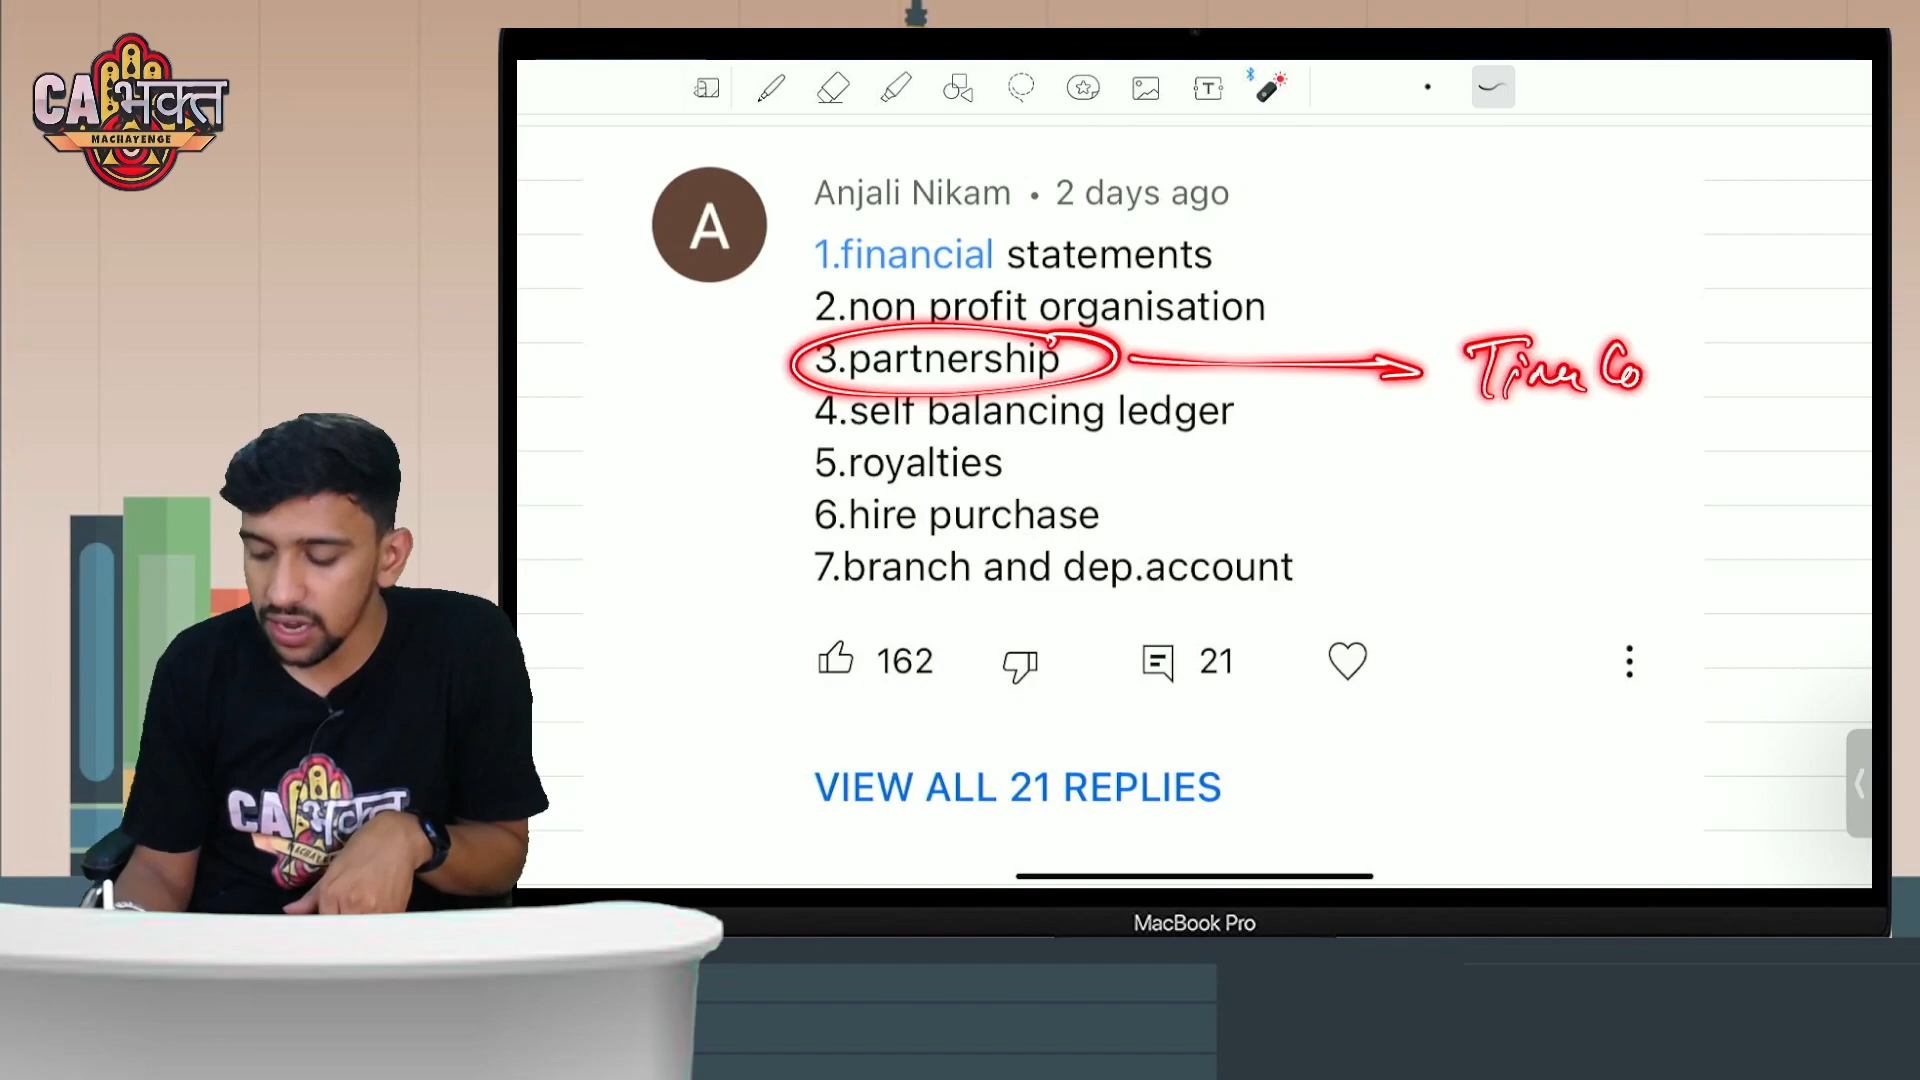 CA भक्त
MACHAYENGE
Anjali Nikam • 2 days ago
1.financial statements
2.non profit organisation
3.partnership
4.self balancing ledger
5.royalties
6.hire purchase
7.branch and dep.account
162
21
VIEW ALL 21 REPLIES
Co
CA भक्त
MacBook Pro